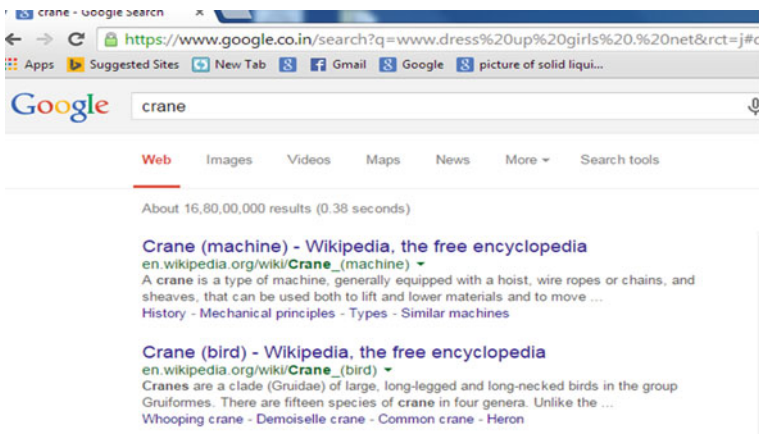 crane - Google Search
https://www.google.co.in/search?q=www.dress%20up%20girls%20.%20net&rct=j#
Apps Suggested Sites New Tab Gmail Google picture of solid liqui...
Google crane
Web Images Videos Maps News More Search tools
About 16,80,00,000 results (0.38 seconds)
Crane (machine) - Wikipedia, the free encyclopedia
en.wikipedia.org/wiki/Crane_(machine)
A crane is a type of machine, generally equipped with a hoist, wire ropes or chains, and
sheaves, that can be used both to lift and lower materials and to move ...
History - Mechanical principles - Types - Similar machines
Crane (bird) - Wikipedia, the free encyclopedia
en.wikipedia.org/wiki/Crane_(bird)
Cranes are a clade (Gruidae) of large, long-legged and long-necked birds in the group
Gruiformes. There are fifteen species of crane in four genera. Unlike the ...
Whooping crane - Demoiselle crane - Common crane - Heron